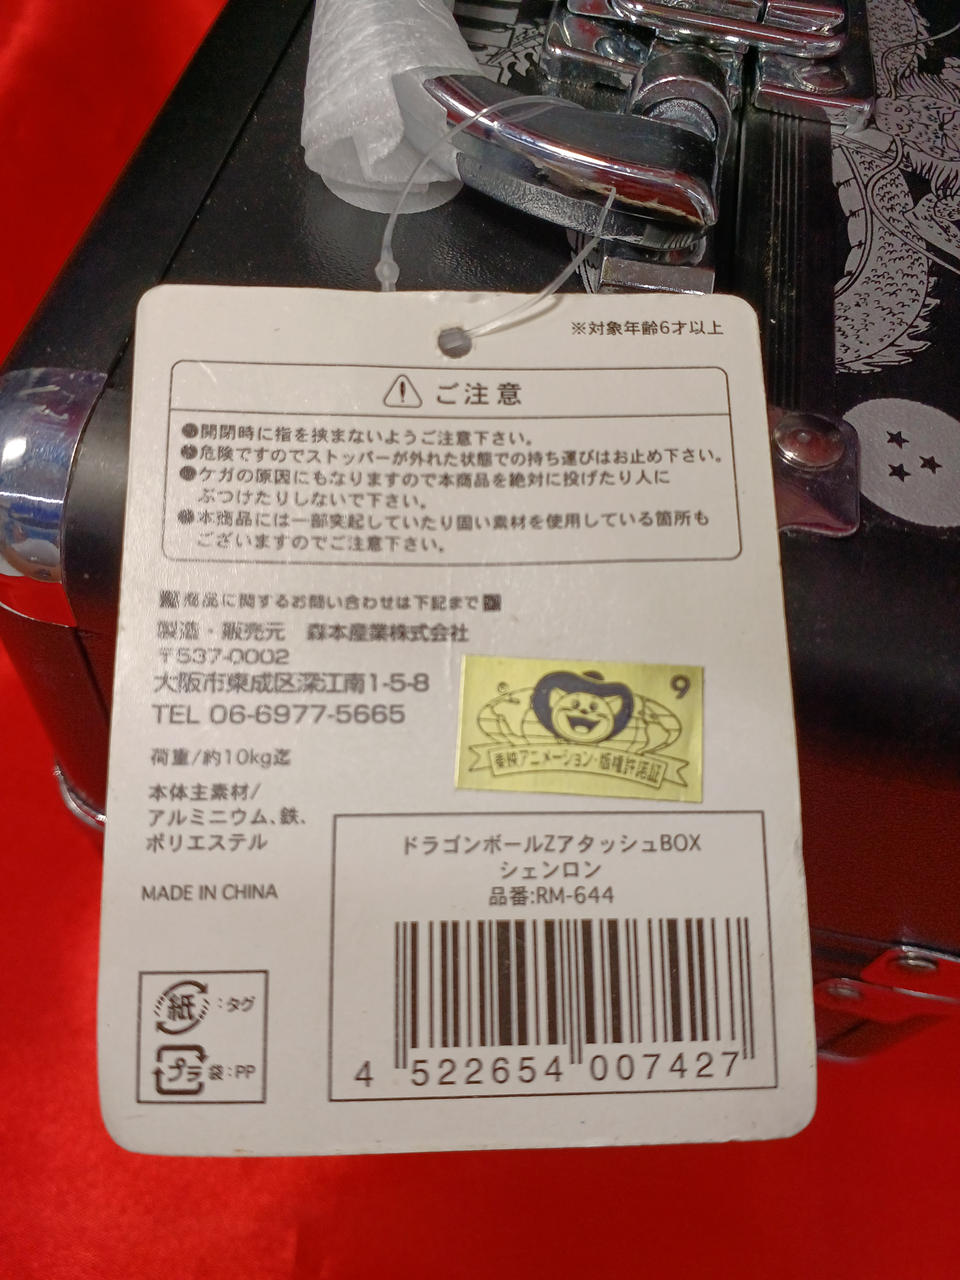 ※対象年齢6才以上
ご注意
●開閉時に指を挟まないようご注意下さい。
●危険ですのでストッパーが外れた状態での持ち運びはお止め下さい。
●ケガの原因にもなりますので本商品を絶対に投げたり人に
ぶつけたりしないで下さい。
●本商品には一部突起していたり固い素材を使用している箇所も
ございますのでご注意下さい。
商品に関するお問い合わせは下記まで
製造・販売元 森本産業株式会社
〒537-0002
大阪市東成区深江南1-5-8
TEL 06-6977-5665
9
東映アニメーション・版権許諾証
荷重/約10kg迄
本体主素材/
アルミニウム、鉄、
ポリエステル
MADE IN CHINA
紙:タグ
プラ 袋:PP
ドラゴンボールZアタッシュBOX
シェンロン
品番:RM-644
4 522654 007427